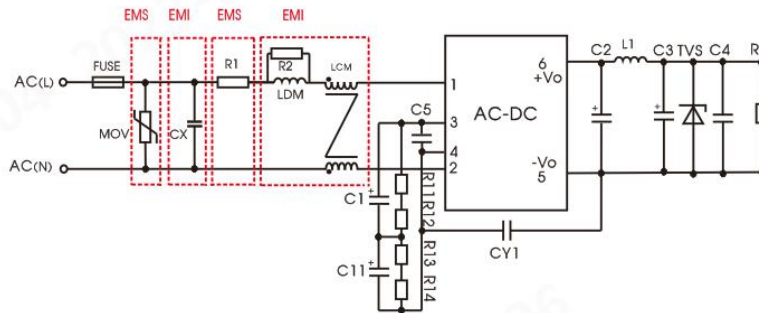 EMS EMI EMS EMI
FUSE R1 R2 LCM
AC(L) LDM
MOV CX
AC(N)
1 3 4 2
AC-DC
6 +Vo
-Vo 5
C5
C1 R11 R12
C11 R13 R14
CY1
C2 L1 C3 TVS C4 R